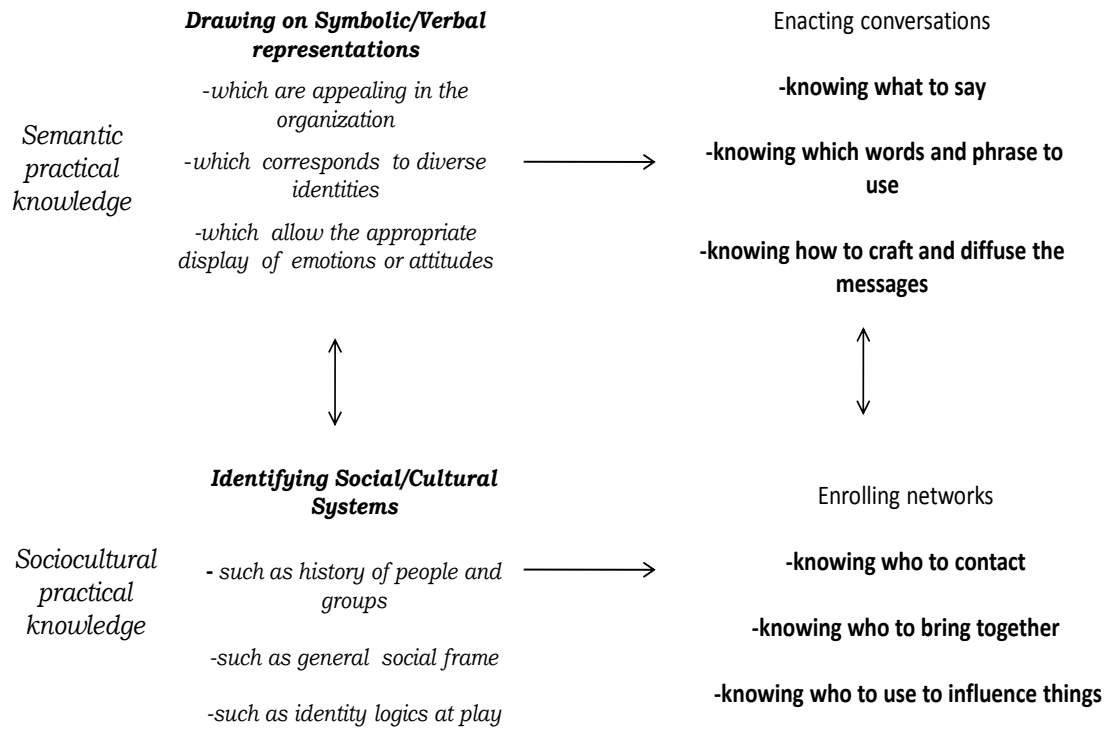 Drawing on Symbolic/Verbal
representations
-which are appealing in the
organization
-which corresponds to diverse
identities
-which allow the appropriate
display of emotions or attitudes
Semantic
practical
knowledge
Enacting conversations
-knowing what to say
-knowing which words and phrase to
use
-knowing how to craft and diffuse the
messages
Identifying Social/Cultural
Systems
- such as history of people and
groups
-such as general social frame
-such as identity logics at play
Sociocultural
practical
knowledge
Enrolling networks
-knowing who to contact
-knowing who to bring together
-knowing who to use to influence things